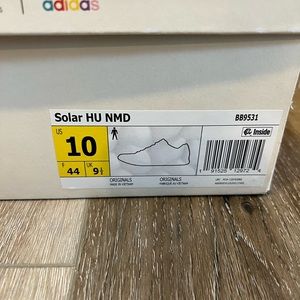 adidas
Solar HU NMD
BB9531
US
10
F
UK
44
9½
Inside
ORIGINALS
MADE IN VIETNAM
ORIGINALS
FABRIQUÉ AU VIETNAM